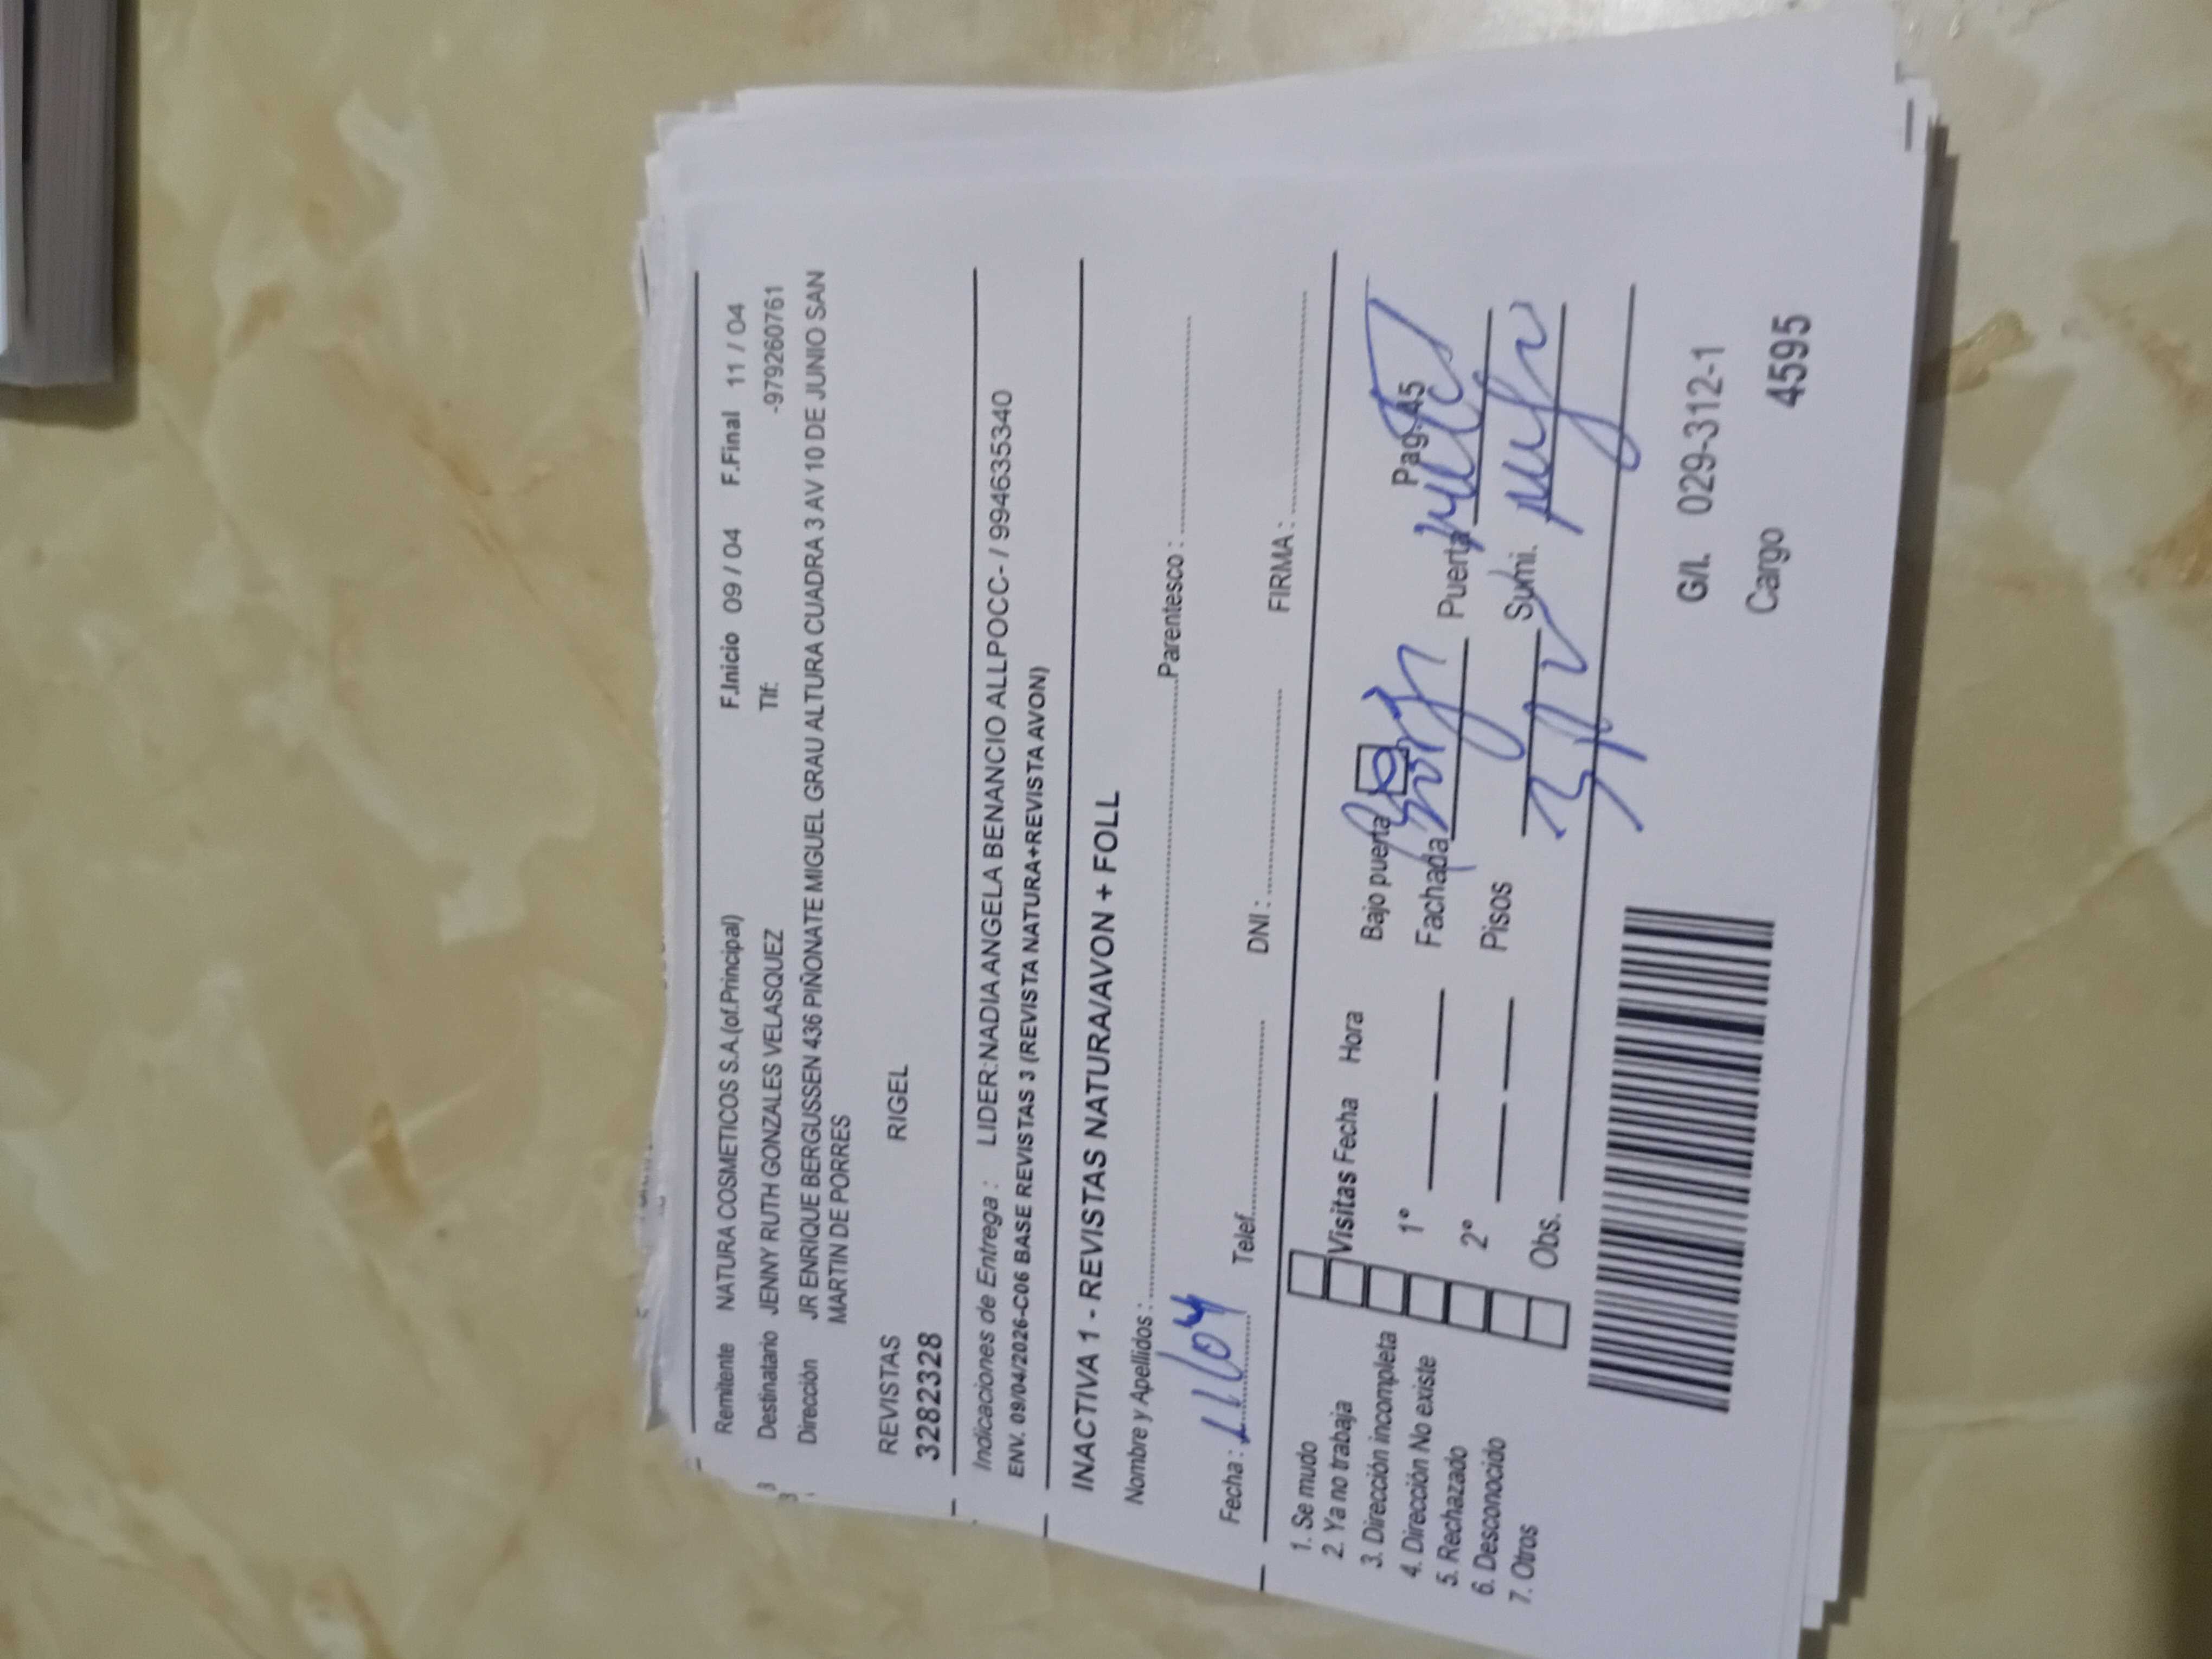 Remitente NATURA COSMETICOS S.A.(of.Principal) F.Inicio 09 / 04 F.Final 11 / 04
Destinatario JENNY RUTH GONZALES VELASQUEZ Tlf: -979260761
Dirección JR ENRIQUE BERGUSSEN 436 PIÑONATE MIGUEL GRAU ALTURA CUADRA 3 AV 10 DE JUNIO SAN
MARTIN DE PORRES
REVISTAS RIGEL
3282328
Indicaciones de Entrega : LIDER:NADIA ANGELA BENANCIO ALLPOCC- / 994635340
ENV. 09/04/2026-C06 BASE REVISTAS 3 (REVISTA NATURA+REVISTA AVON)
INACTIVA 1 - REVISTAS NATURA/AVON + FOLL
Nombre y Apellidos : Parentesco :
Fecha : 11/04 Telef. DNI : FIRMA :
1. Se mudo
2. Ya no trabaja
3. Dirección incompleta
4. Dirección No existe
5. Rechazado
6. Desconocido
7. Otros
Visitas Fecha Hora Bajo puerta Pag-45
1° Fachada Puerta
2° Pisos Sumi.
Obs.
G/I. 029-312-1
Cargo 4595